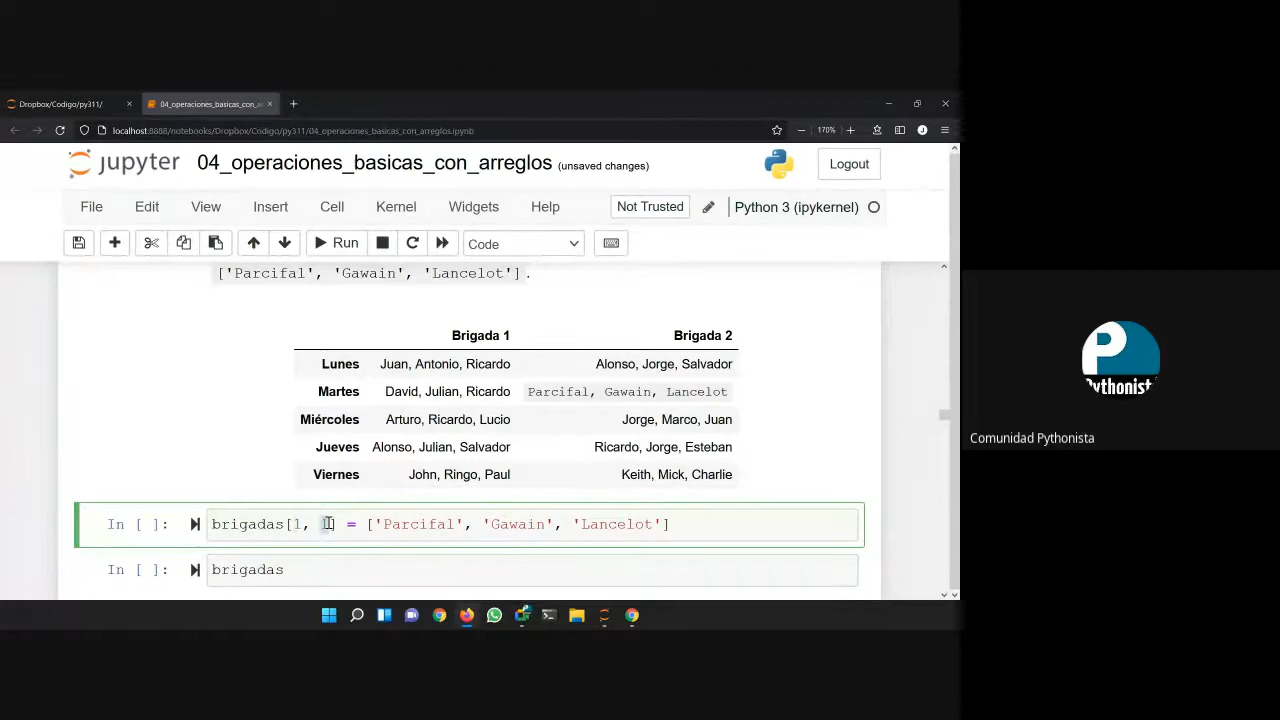 Dropbox/Codigo/py311/
04_operaciones_basicas_con_ar
localhost:8888/notebooks/Dropbox/Codigo/py311/04_operaciones_basicas_con_arreglos.ipynb
170%
J
jupyter
04_operaciones_basicas_con_arreglos (unsaved changes)
Logout
File Edit View Insert Cell Kernel Widgets Help
Not Trusted
Python 3 (ipykernel)
Run
Code
['Parcifal', 'Gawain', 'Lancelot'].
Brigada 1 Brigada 2
Lunes Juan, Antonio, Ricardo Alonso, Jorge, Salvador
Martes David, Julian, Ricardo Parcifal, Gawain, Lancelot
Miércoles Arturo, Ricardo, Lucio Jorge, Marco, Juan
Jueves Alonso, Julian, Salvador Ricardo, Jorge, Esteban
Viernes John, Ringo, Paul Keith, Mick, Charlie
In [ ]: brigadas[1, ] = ['Parcifal', 'Gawain', 'Lancelot']
In [ ]: brigadas
Pythonist
Comunidad Pythonista